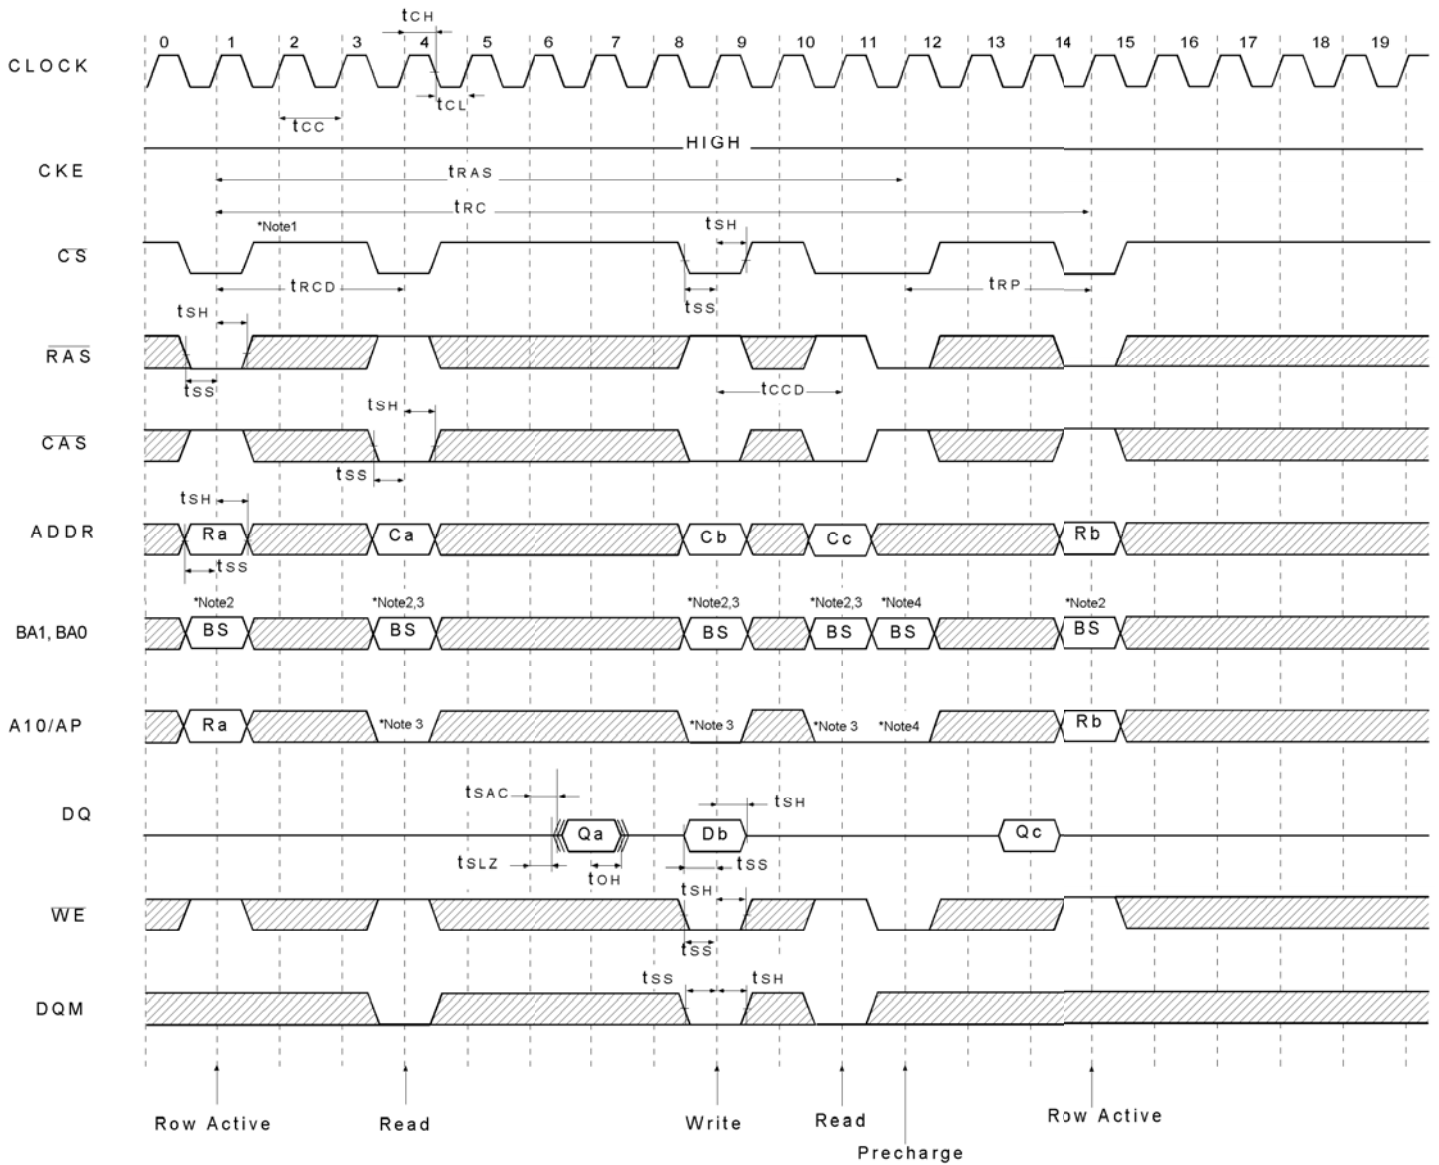 tCH
0 1 2 3 4 5 6 7 8 9 10 11 12 13 14 15 16 17 18 19
CLOCK
tCL
tCC
HIGH
CKE
tRAS
tRC
*Note1
tSH
CS
tRCD
tRP
tSS
tSH
RAS
tSS
tCCD
tSH
CAS
tSS
tSH
ADDR
Ra Ca Cb Cc Rb
tSS
*Note2 *Note2,3 *Note2,3 *Note2,3 *Note4 *Note2
BA1, BA0
BS BS BS BS BS BS
A10/AP
Ra *Note 3 *Note 3 *Note 3 *Note4 Rb
tSAC
tSH
DQ
Qa Db Qc
tSLZ
tOH
tSS
tSH
WE
tSS
tSS tSH
DQM
Row Active Read Write Read Row Active
Precharge